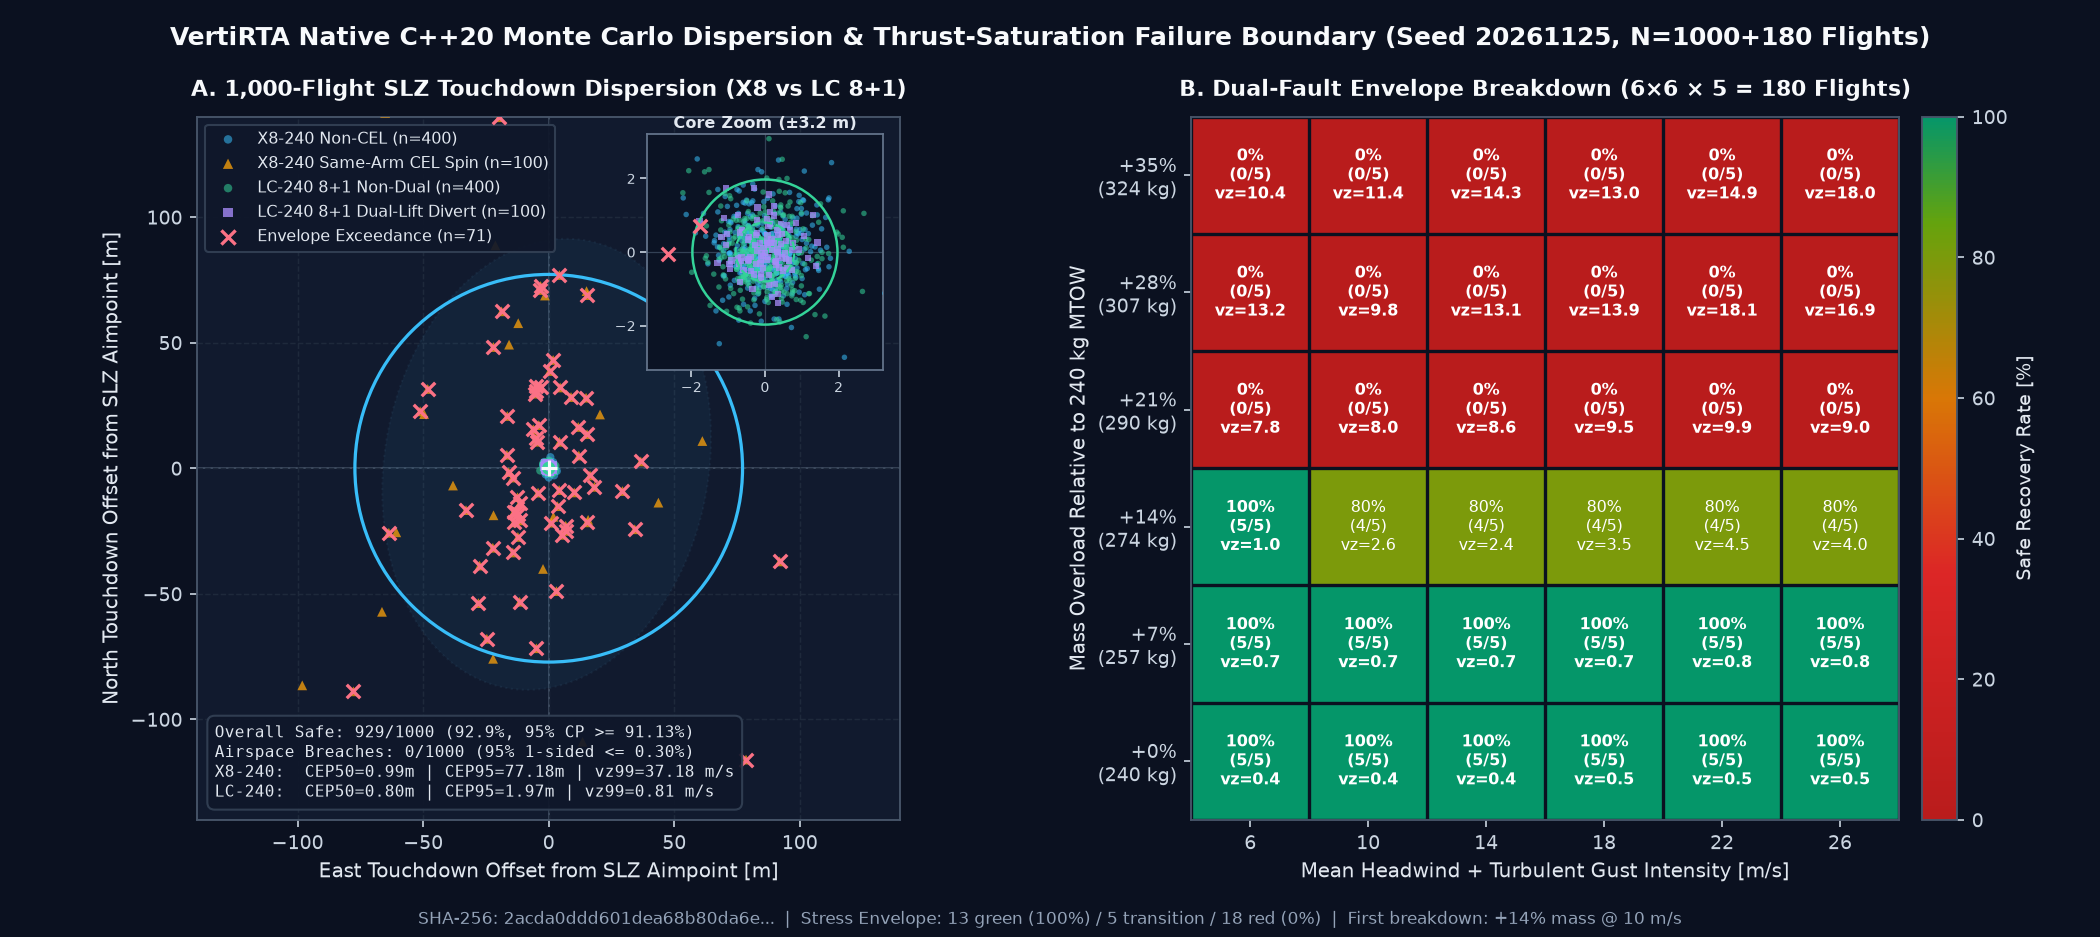 VertiRTA Native C++20 Monte Carlo Dispersion & Thrust-Saturation Failure Boundary (Seed 20261125, N=1000+180 Flights)
A. 1,000-Flight SLZ Touchdown Dispersion (X8 vs LC 8+1)
X8-240 Non-CEL (n=400)
X8-240 Same-Arm CEL Spin (n=100)
LC-240 8+1 Non-Dual (n=400)
LC-240 8+1 Dual-Lift Divert (n=100)
Envelope Exceedance (n=71)
Core Zoom (±3.2 m)
2
0
−2
−2 0 2
North Touchdown Offset from SLZ Aimpoint [m]
100
50
0
−50
−100
Overall Safe: 929/1000 (92.9%, 95% CP >= 91.13%)
Airspace Breaches: 0/1000 (95% 1-sided <= 0.30%)
X8-240: CEP50=0.99m | CEP95=77.18m | vz99=37.18 m/s
LC-240: CEP50=0.80m | CEP95=1.97m | vz99=0.81 m/s
−100 −50 0 50 100
East Touchdown Offset from SLZ Aimpoint [m]
B. Dual-Fault Envelope Breakdown (6×6 × 5 = 180 Flights)
Mass Overload Relative to 240 kg MTOW
+35%
(324 kg)
0% 0% 0% 0% 0% 0%
(0/5) (0/5) (0/5) (0/5) (0/5) (0/5)
vz=10.4 vz=11.4 vz=14.3 vz=13.0 vz=14.9 vz=18.0
+28%
(307 kg)
0% 0% 0% 0% 0% 0%
(0/5) (0/5) (0/5) (0/5) (0/5) (0/5)
vz=13.2 vz=9.8 vz=13.1 vz=13.9 vz=18.1 vz=16.9
+21%
(290 kg)
0% 0% 0% 0% 0% 0%
(0/5) (0/5) (0/5) (0/5) (0/5) (0/5)
vz=7.8 vz=8.0 vz=8.6 vz=9.5 vz=9.9 vz=9.0
+14%
(274 kg)
100% 80% 80% 80% 80% 80%
(5/5) (4/5) (4/5) (4/5) (4/5) (4/5)
vz=1.0 vz=2.6 vz=2.4 vz=3.5 vz=4.5 vz=4.0
+7%
(257 kg)
100% 100% 100% 100% 100% 100%
(5/5) (5/5) (5/5) (5/5) (5/5) (5/5)
vz=0.7 vz=0.7 vz=0.7 vz=0.7 vz=0.8 vz=0.8
+0%
(240 kg)
100% 100% 100% 100% 100% 100%
(5/5) (5/5) (5/5) (5/5) (5/5) (5/5)
vz=0.4 vz=0.4 vz=0.4 vz=0.5 vz=0.5 vz=0.5
6 10 14 18 22 26
Mean Headwind + Turbulent Gust Intensity [m/s]
100
80
60
40
20
0
Safe Recovery Rate [%]
SHA-256: 2acda0ddd601dea68b80da6e... | Stress Envelope: 13 green (100%) / 5 transition / 18 red (0%) | First breakdown: +14% mass @ 10 m/s